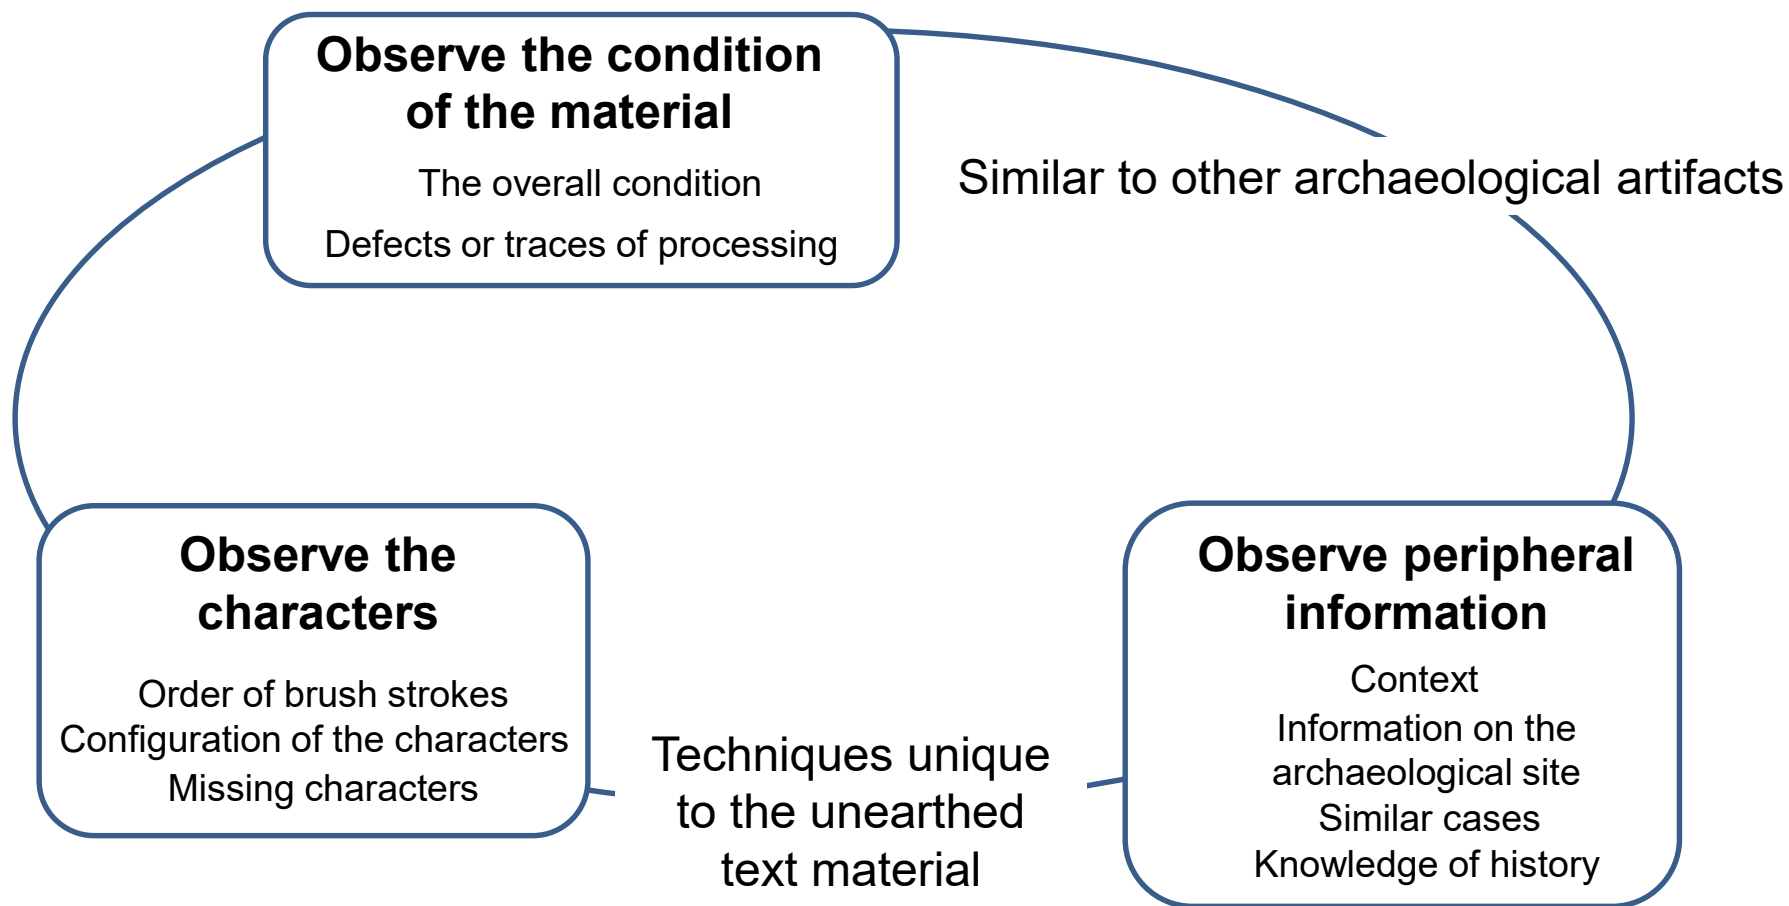 Observe the condition
of the material
The overall condition
Defects or traces of processing
Similar to other archaeological artifacts
Observe the
characters
Order of brush strokes
Configuration of the characters
Missing characters
Techniques unique
to the unearthed
text material
Observe peripheral
information
Context
Information on the
archaeological site
Similar cases
Knowledge of history